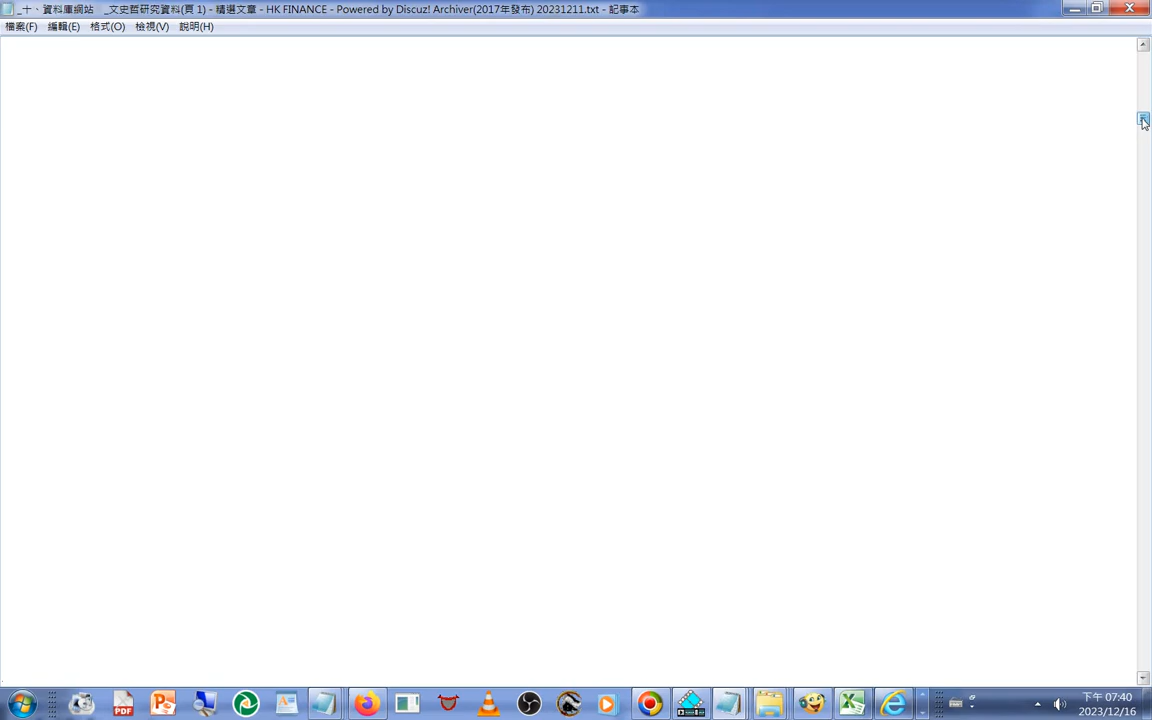 _十、資料庫網站　_文史哲研究資料(頁 1) - 精選文章 - HK FINANCE - Powered by Discuz! Archiver(2017年發布) 20231211.txt - 記事本
檔案(F) 編輯(E) 格式(O) 檢視(V) 說明(H)
PDF
下午 07:40
2023/12/16